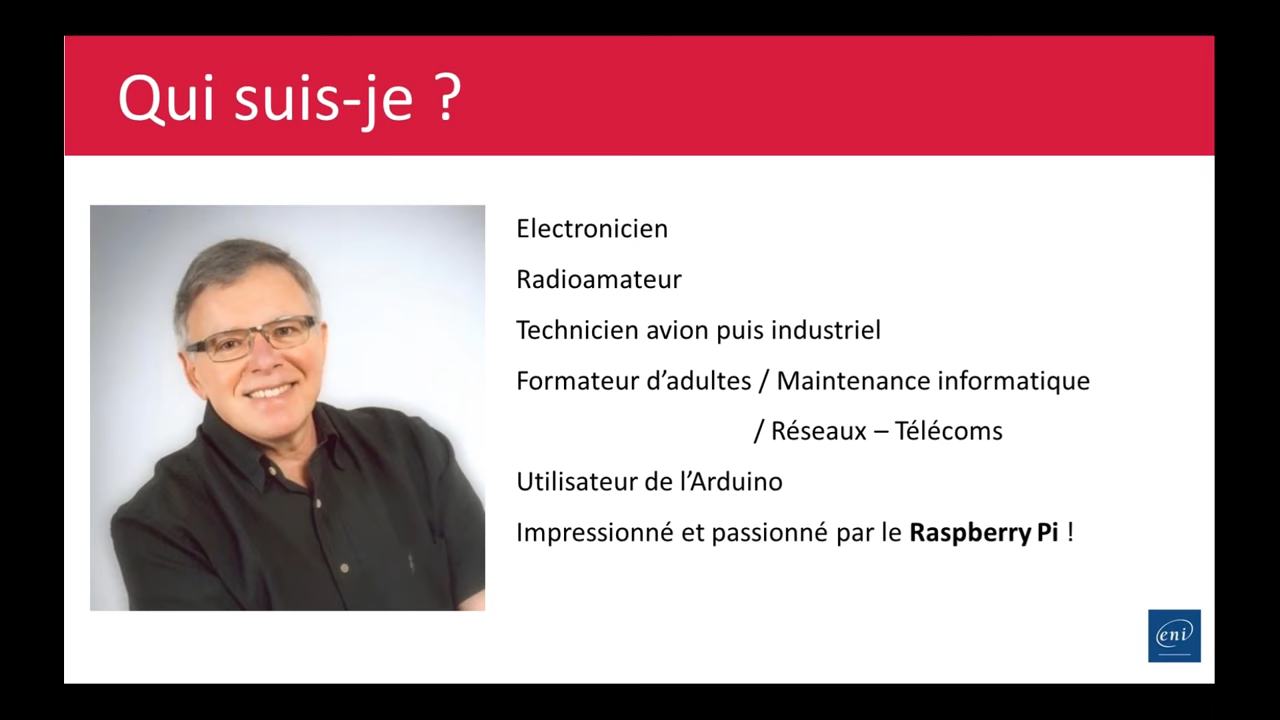 Qui suis-je ?
Electronicien
Radioamateur
Technicien avion puis industriel
Formateur d’adultes / Maintenance informatique
/ Réseaux – Télécoms
Utilisateur de l’Arduino
Impressionné et passionné par le Raspberry Pi !
eni